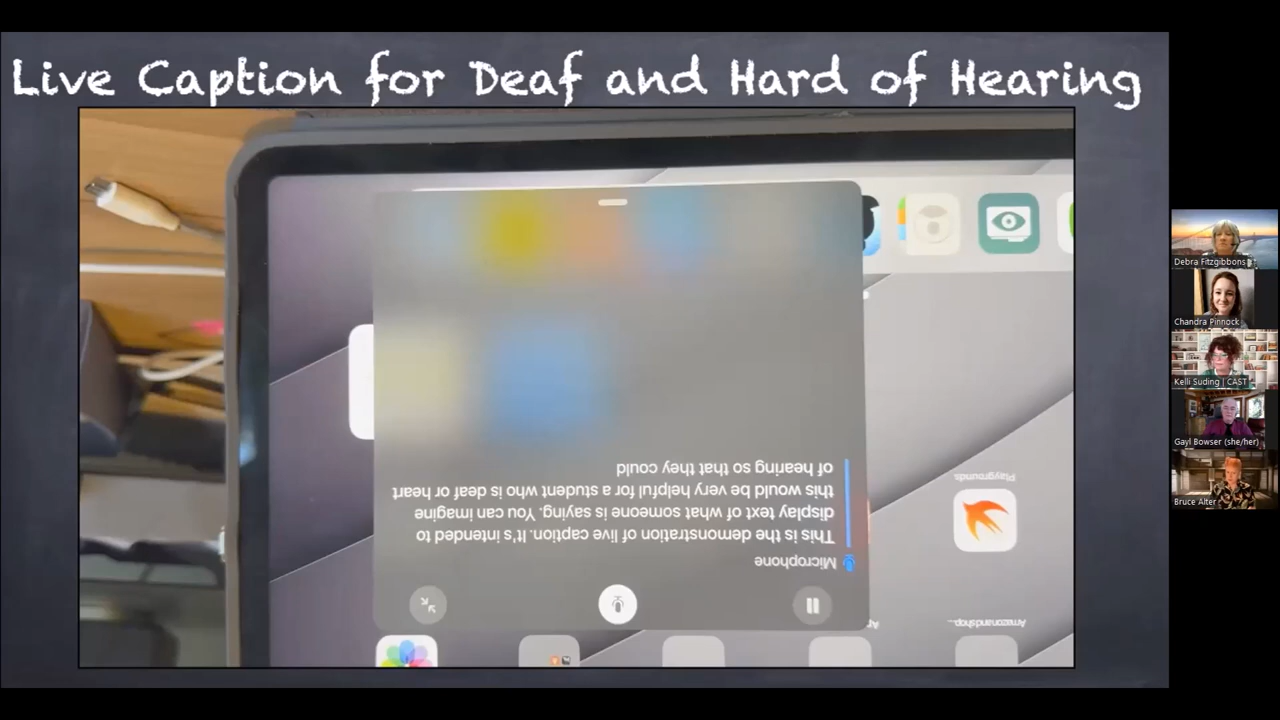 Live Caption for Deaf and Hard of Hearing
Microphone
This is the demonstration of live caption. It's intended to
display text of what someone is saying. You can imagine
this would be very helpful for a student who is deaf or heart
of hearing so that they could
Playgrounds
Amazonandshop...
Debra Fitzgibbons
Chandra Pinnock
Kelli Suding | CAST
Gayl Bowser (she/her)
Bruce Alter